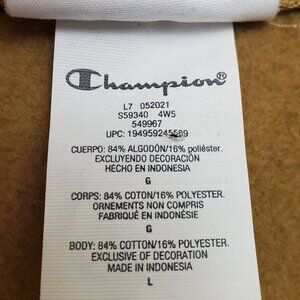 Champion®
L7 052021
S59340 4W5
549967
UPC: 194959245589
CUERPO: 84% ALGODÓN/16% poliéster.
EXCLUYENDO DECORACIÓN
HECHO EN INDONESIA
G
CORPS: 84% COTON/16% POLYESTER.
ORNEMENTS NON COMPRIS
FABRIQUÉ EN INDONÉSIE
G
BODY: 84% COTTON/16% POLYESTER.
EXCLUSIVE OF DECORATION
MADE IN INDONESIA
L